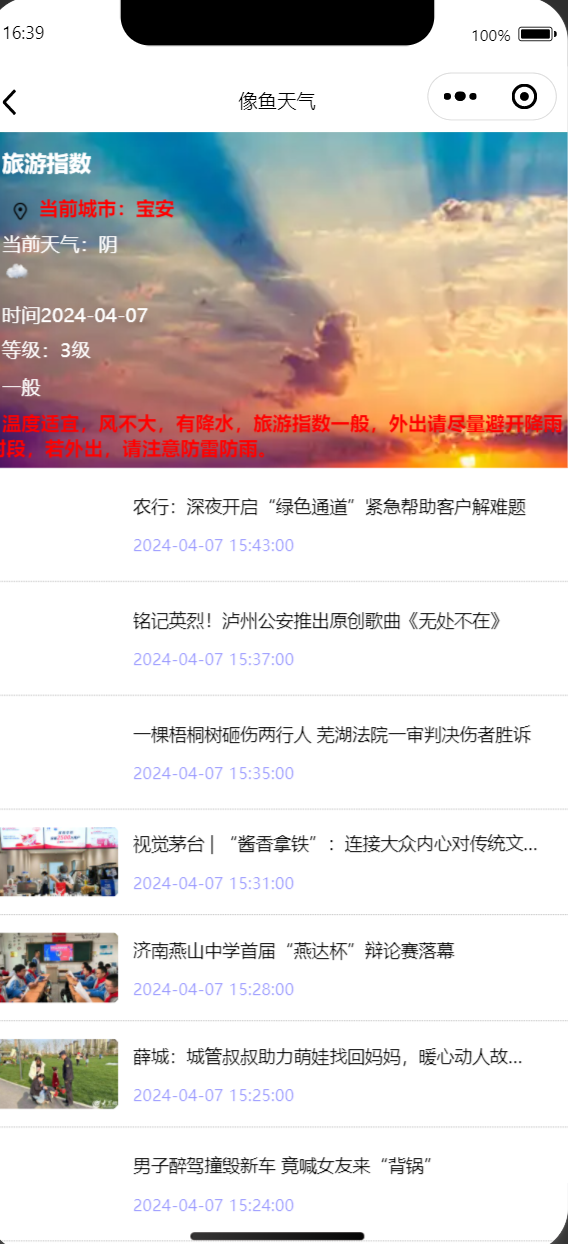 16:39
100%
像鱼天气
旅游指数
当前城市：宝安
当前天气：阴
时间2024-04-07
等级：3级
一般
温度适宜，风不大，有降水，旅游指数一般，外出请尽量避开降雨
时段，若外出，请注意防雷防雨。
农行：深夜开启“绿色通道”紧急帮助客户解难题
2024-04-07 15:43:00
铭记英烈！泸州公安推出原创歌曲《无处不在》
2024-04-07 15:37:00
一棵梧桐树砸伤两行人 芜湖法院一审判决伤者胜诉
2024-04-07 15:35:00
视觉茅台 | “酱香拿铁”：连接大众内心对传统文...
2024-04-07 15:31:00
济南燕山中学首届“燕达杯”辩论赛落幕
2024-04-07 15:28:00
薛城：城管叔叔助力萌娃找回妈妈，暖心动人故...
2024-04-07 15:25:00
男子醉驾撞毁新车 竟喊女友来“背锅”
2024-04-07 15:24:00